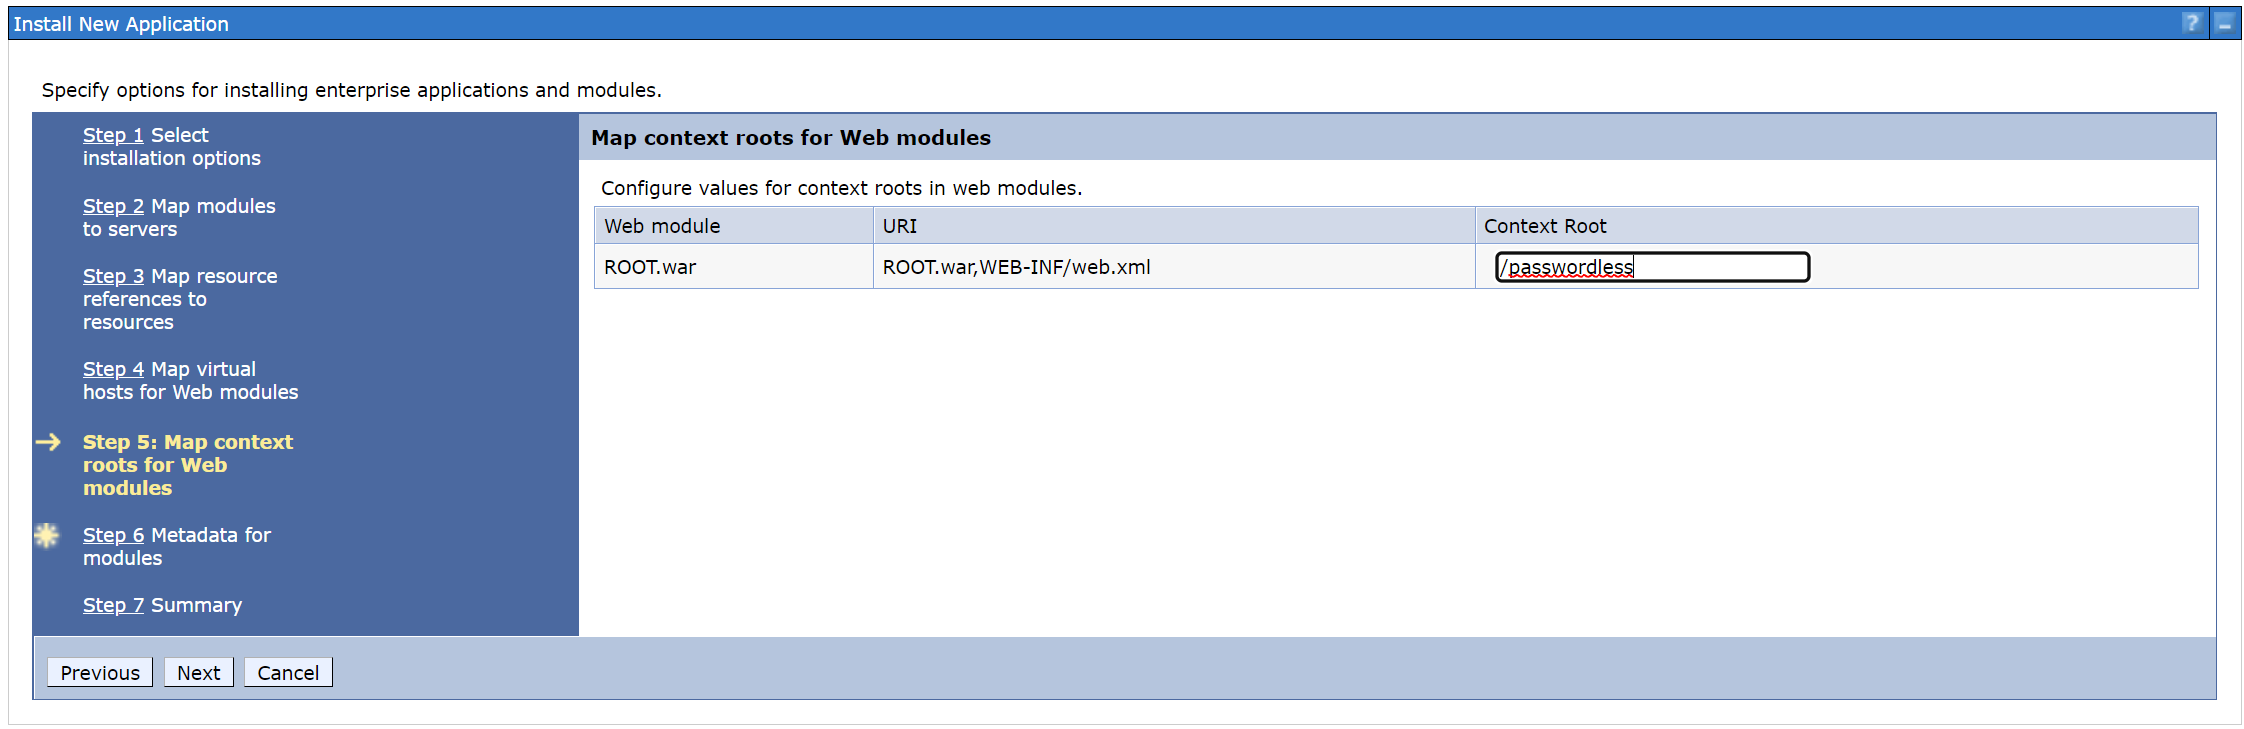 Install New Application
?
Specify options for installing enterprise applications and modules.
Step 1 Select
installation options
Step 2 Map modules
to servers
Step 3 Map resource
references to
resources
Step 4 Map virtual
hosts for Web modules
Step 5: Map context
roots for Web
modules
Step 6 Metadata for
modules
Step 7 Summary
Map context roots for Web modules
Configure values for context roots in web modules.
Web module URI Context Root
ROOT.war ROOT.war,WEB-INF/web.xml /passwordless
Previous Next Cancel